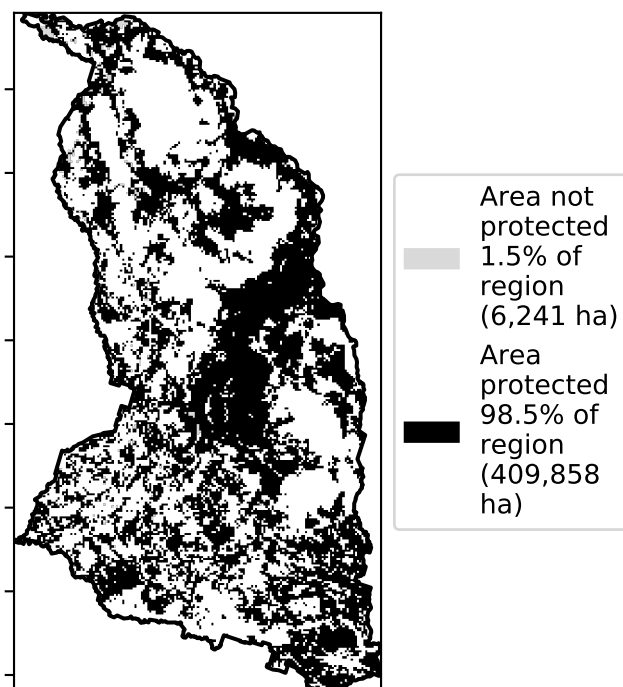 Area not
protected
1.5% of
region
(6,241 ha)
Area
protected
98.5% of
region
(409,858
ha)